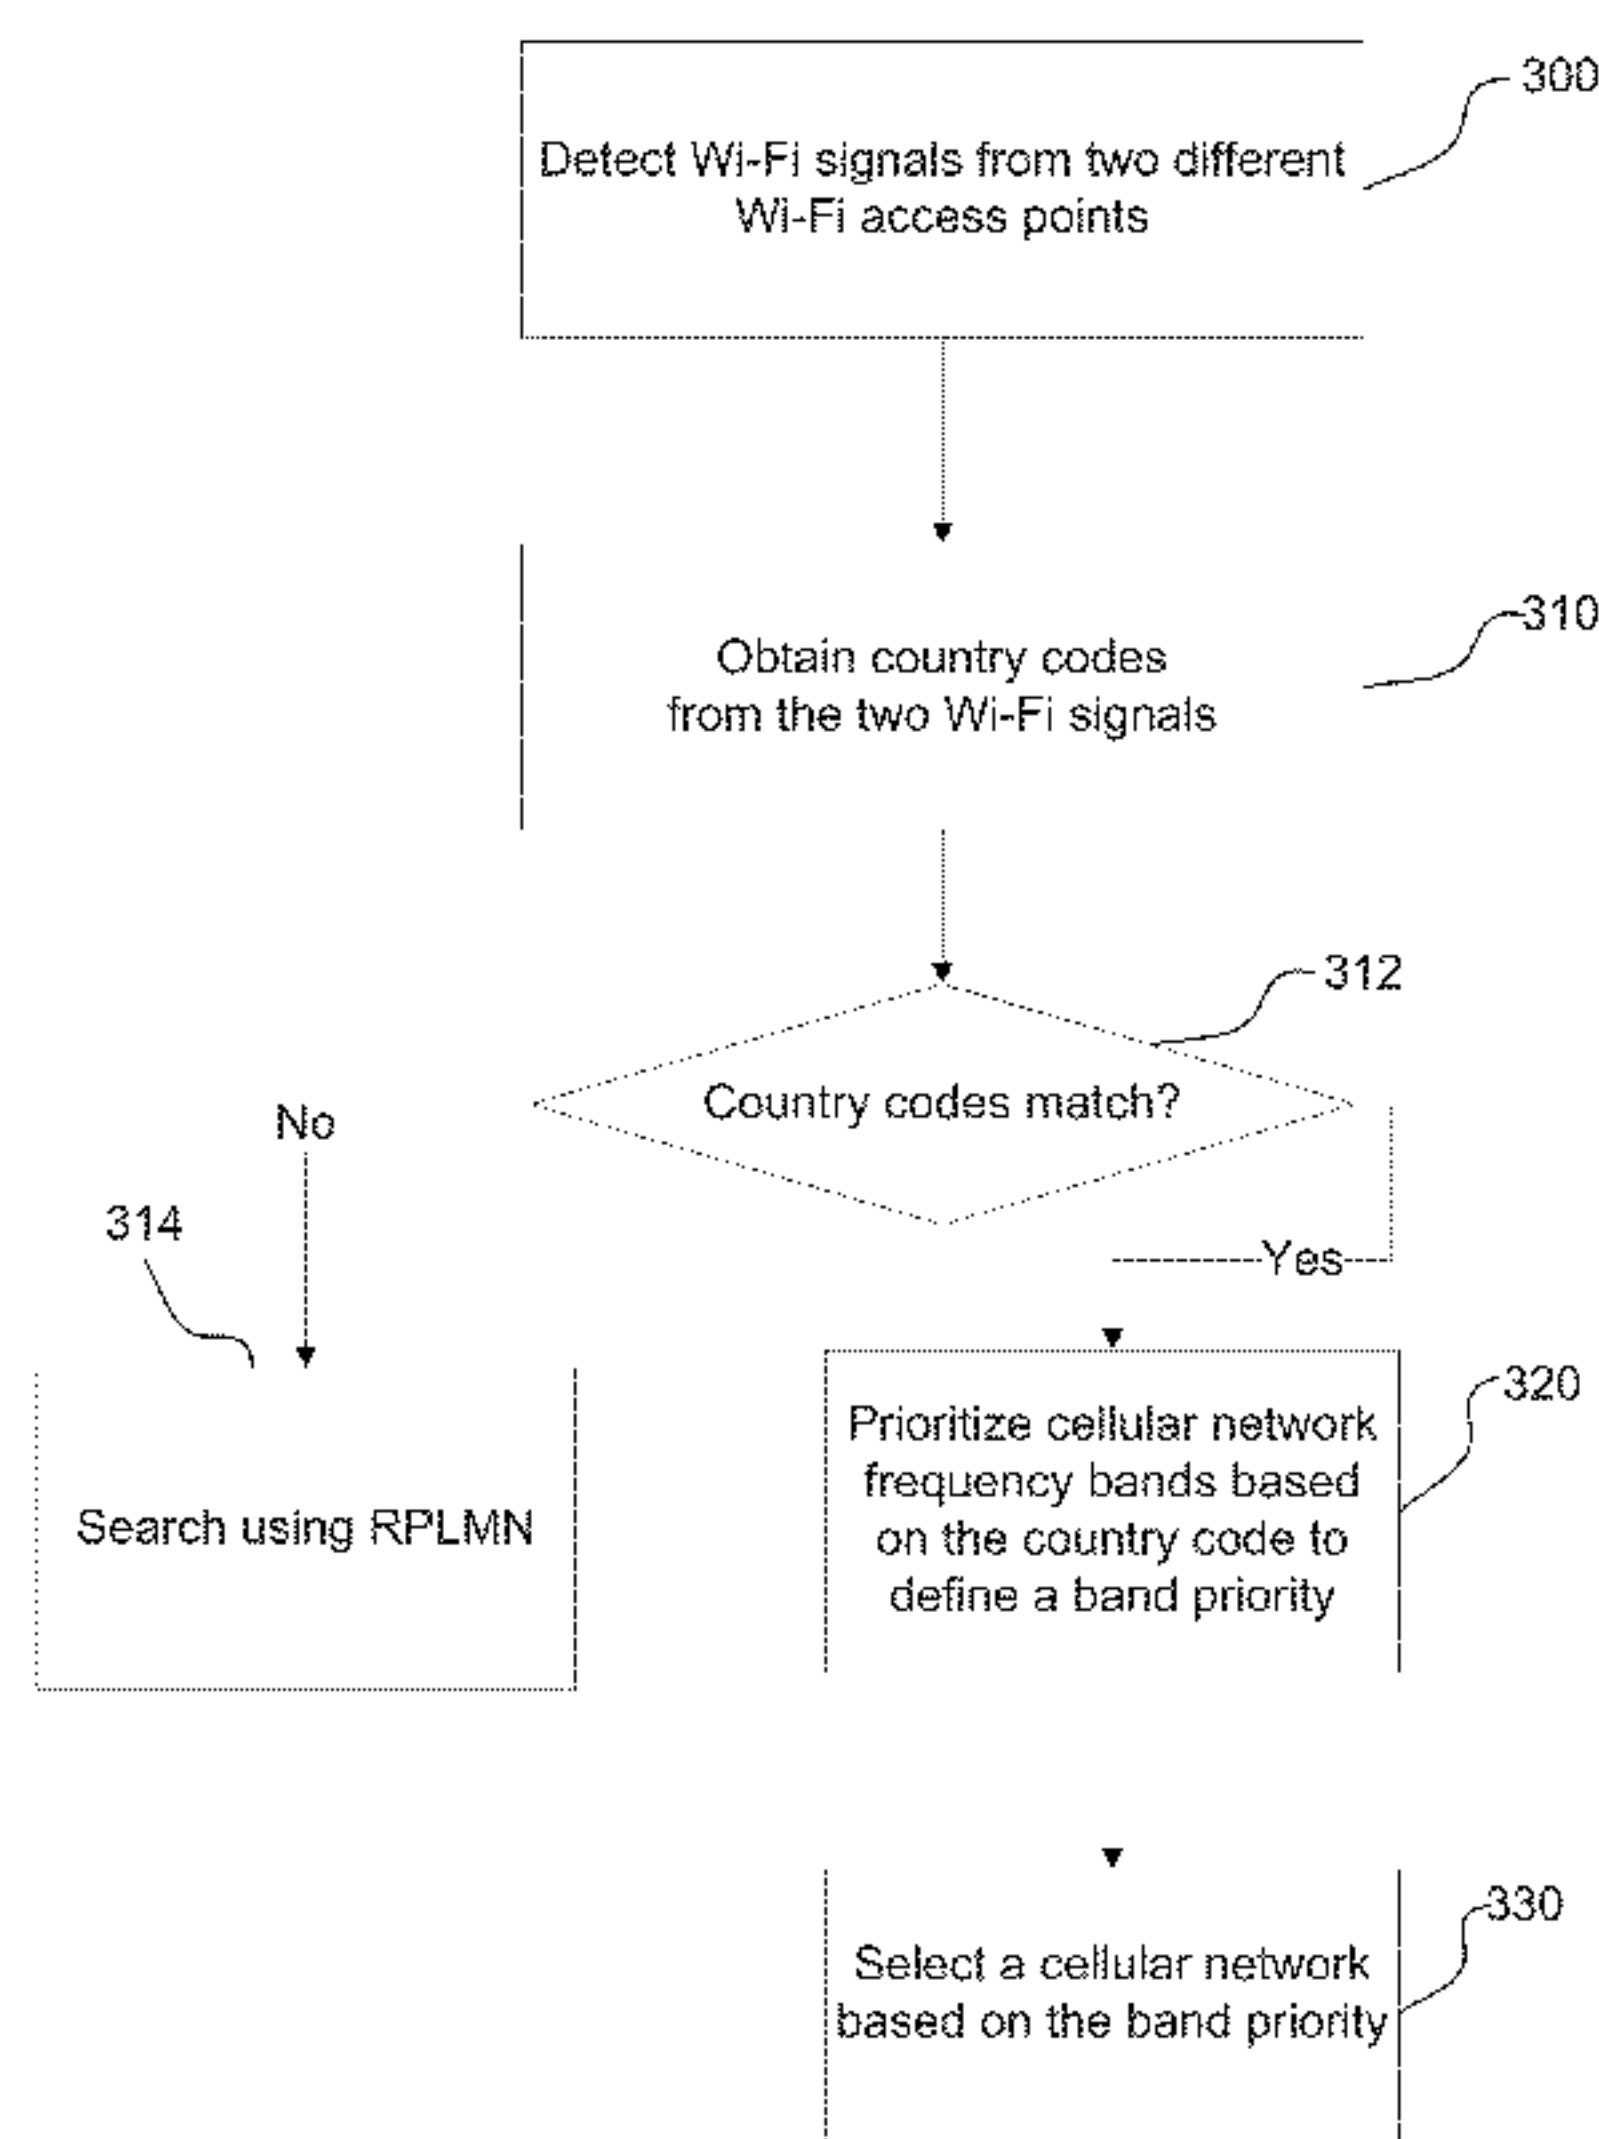 300
Detect Wi-Fi signals from two different
Wi-Fi access points
310
Obtain country codes
from the two Wi-Fi signals
312
Country codes match?
No
Yes
314
Search using RPLMN
320
Prioritize cellular network
frequency bands based
on the country code to
define a band priority
330
Select a cellular network
based on the band priority